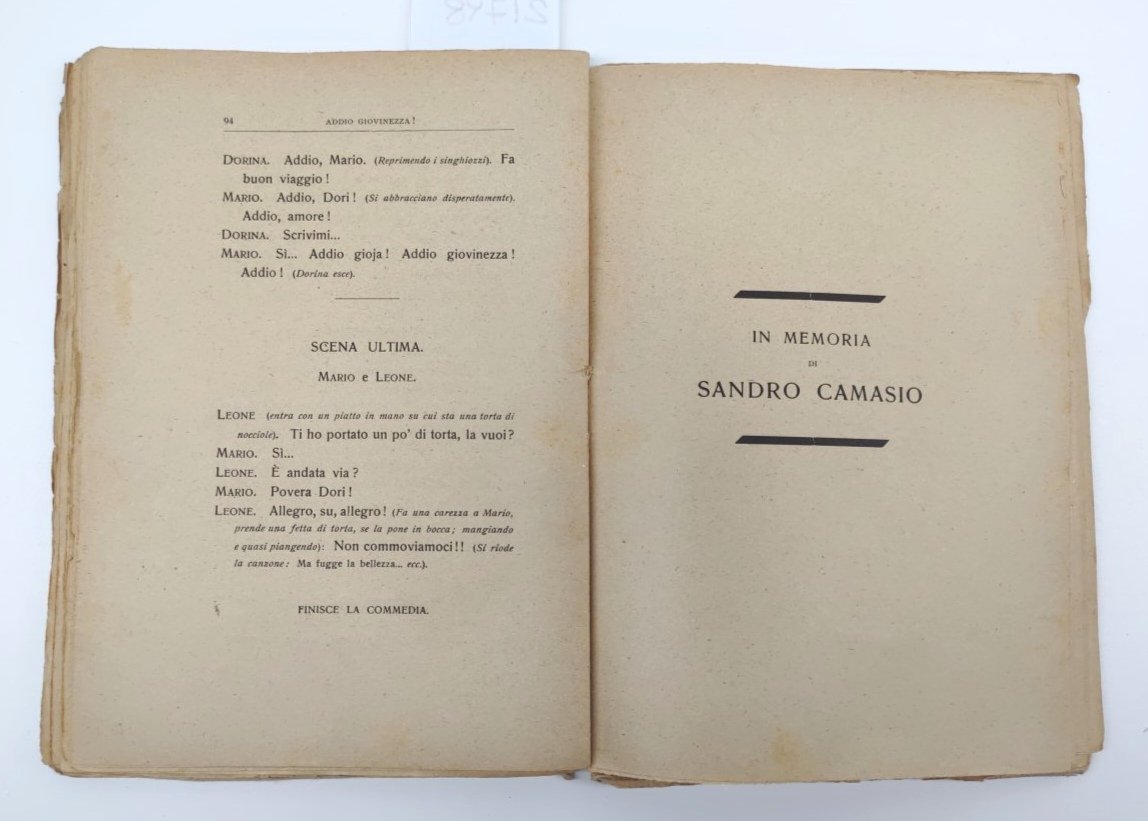 21748
94 ADDIO GIOVINEZZA!
DORINA. Addio, Mario. (Reprimendo i singhiozzi). Fa
buon viaggio!
MARIO. Addio, Dori! (Si abbracciano disperatamente).
Addio, amore!
DORINA. Scrivimi...
MARIO. Sì... Addio gioja! Addio giovinezza!
Addio! (Dorina esce).
SCENA ULTIMA.
MARIO e LEONE.
LEONE (entra con un piatto in mano su cui sta una torta di
nocciole). Ti ho portato un po' di torta, la vuoi?
MARIO. Sì...
LEONE. È andata via?
MARIO. Povera Dori!
LEONE. Allegro, su, allegro! (Fa una carezza a Mario,
prende una fetta di torta, se la pone in bocca; mangiando
e quasi piangendo): Non commoviamoci!! (Si riode
la canzone: Ma fugge la bellezza... ecc.).
FINISCE LA COMMEDIA.
IN MEMORIA
DI
SANDRO CAMASIO